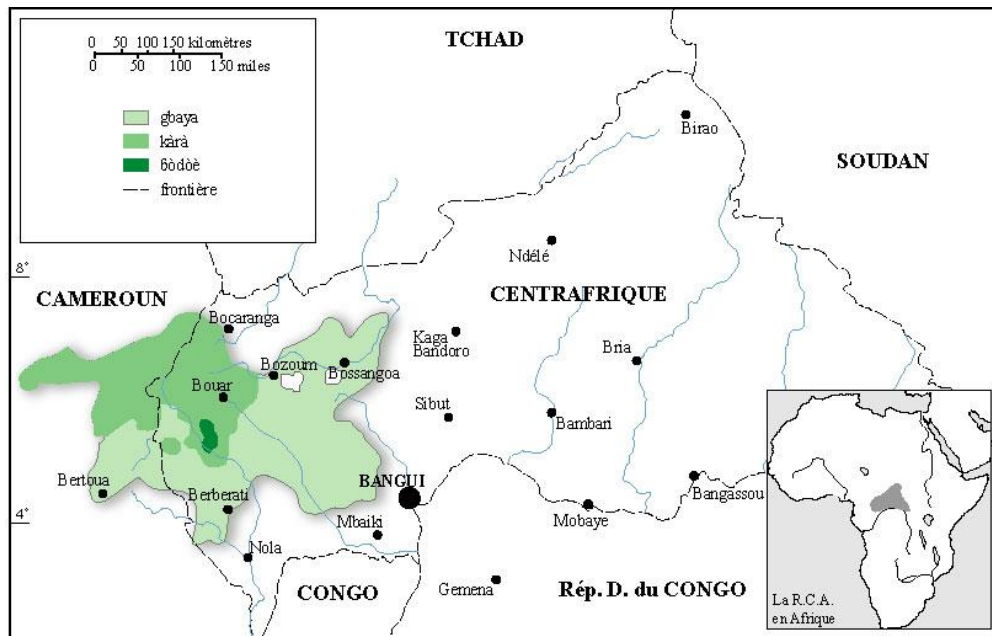 TCHAD
0 50 100 150 kilomètres
0 50 100 150 miles
gbaya
kàrà
ɓòdòè
frontière
Birao
SOUDAN
Ndélé
8°
CAMEROUN
CENTRAFRIQUE
Bocaranga
Kaga
Bandoro
Bria
Bozoum
Bossangoa
Bouar
Sibut
Bambari
Bertoua
BANGUI
Bangassou
Berberati
4°
Mobaye
Mbaiki
Nola
CONGO
Gemena
Rép. D. du CONGO
La R.C.A.
en Afrique